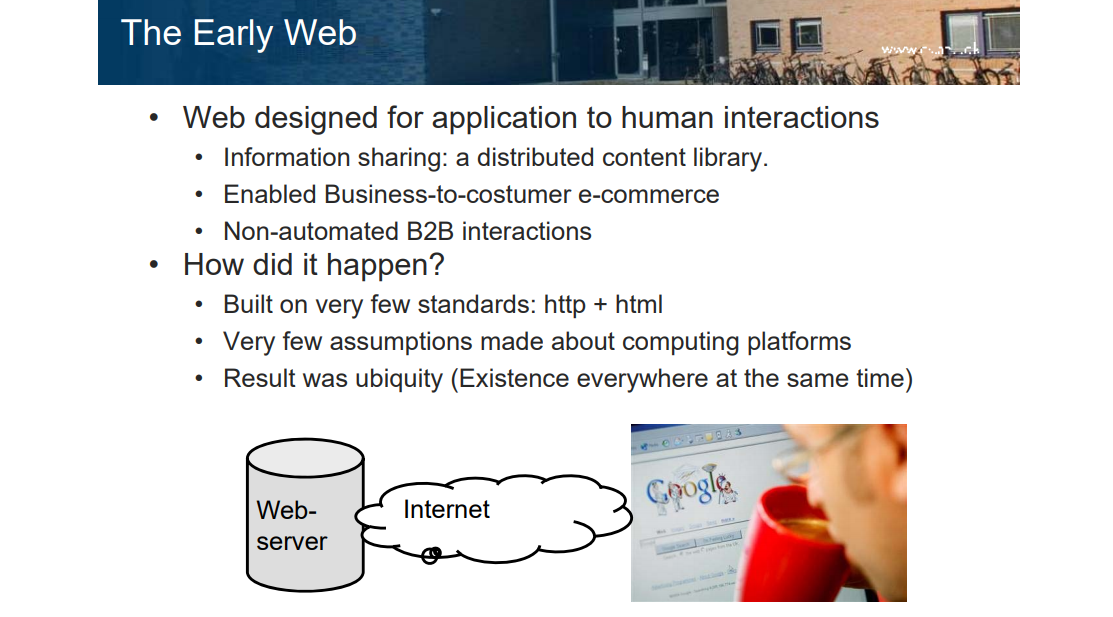 The Early Web
• Web designed for application to human interactions
• Information sharing: a distributed content library.
• Enabled Business-to-costumer e-commerce
• Non-automated B2B interactions
• How did it happen?
• Built on very few standards: http + html
• Very few assumptions made about computing platforms
• Result was ubiquity (Existence everywhere at the same time)
Web-
server
Internet
Google